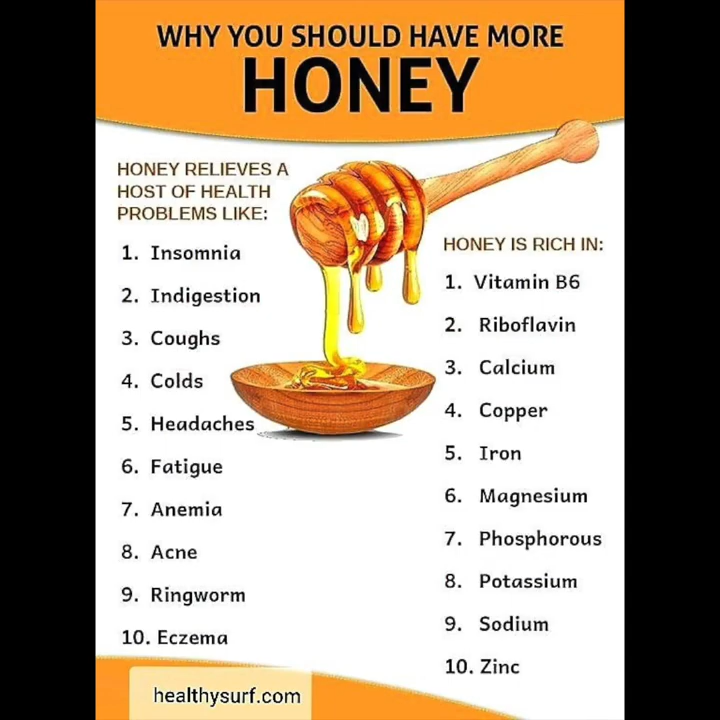 WHY YOU SHOULD HAVE MORE
HONEY
HONEY RELIEVES A
HOST OF HEALTH
PROBLEMS LIKE:
1. Insomnia
2. Indigestion
3. Coughs
4. Colds
5. Headaches
6. Fatigue
7. Anemia
8. Acne
9. Ringworm
10. Eczema
HONEY IS RICH IN:
1. Vitamin B6
2. Riboflavin
3. Calcium
4. Copper
5. Iron
6. Magnesium
7. Phosphorous
8. Potassium
9. Sodium
10. Zinc
healthysurf.com